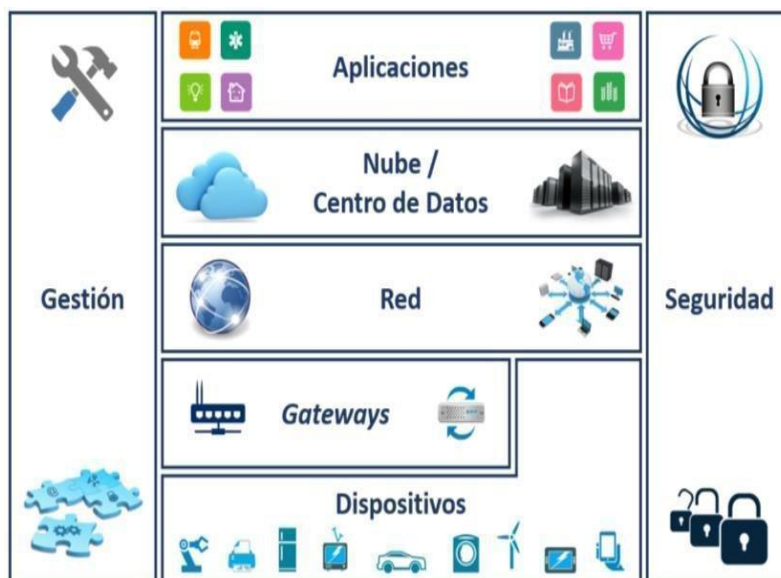 Aplicaciones
Nube /
Centro de Datos
Gestión
Red
Seguridad
Gateways
Dispositivos